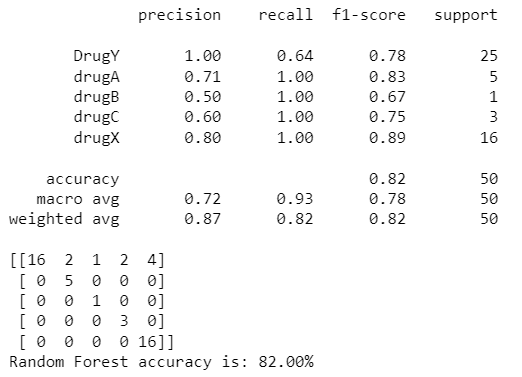 precision recall f1-score support
DrugY 1.00 0.64 0.78 25
drugA 0.71 1.00 0.83 5
drugB 0.50 1.00 0.67 1
drugC 0.60 1.00 0.75 3
drugX 0.80 1.00 0.89 16
accuracy 0.82 50
macro avg 0.72 0.93 0.78 50
weighted avg 0.87 0.82 0.82 50
[[16 2 1 2 4]
[ 0 5 0 0 0]
[ 0 0 1 0 0]
[ 0 0 0 3 0]
[ 0 0 0 0 16]]
Random Forest accuracy is: 82.00%